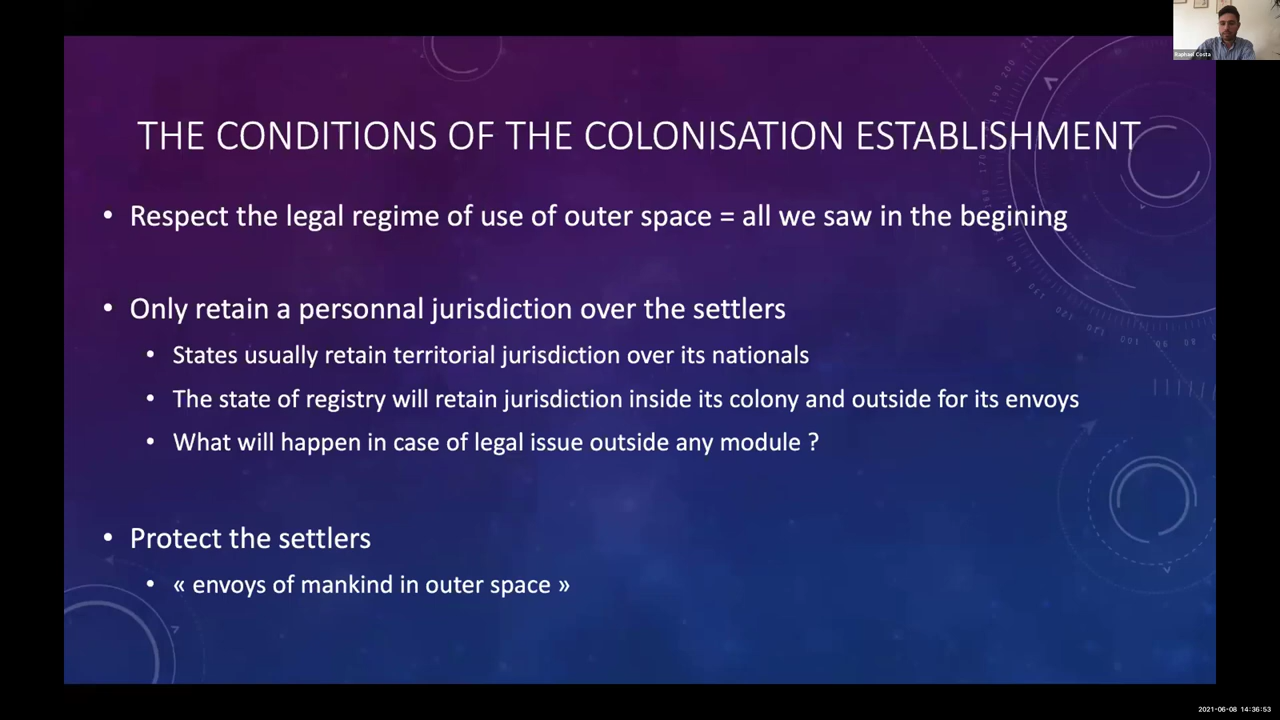 Raphael Costa
THE CONDITIONS OF THE COLONISATION ESTABLISHMENT
• Respect the legal regime of use of outer space = all we saw in the begining
• Only retain a personnal jurisdiction over the settlers
• States usually retain territorial jurisdiction over its nationals
• The state of registry will retain jurisdiction inside its colony and outside for its envoys
• What will happen in case of legal issue outside any module ?
• Protect the settlers
• « envoys of mankind in outer space »
2021-06-08 14:36:53